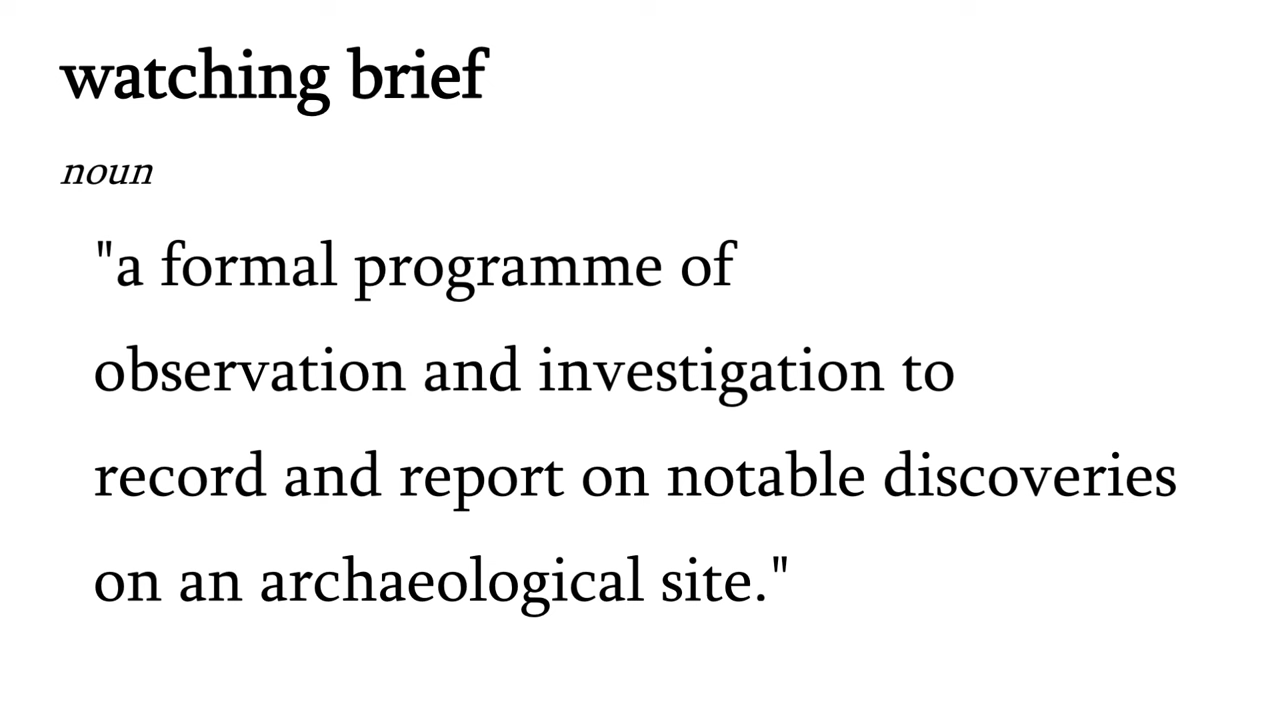 watching brief
noun
"a formal programme of
observation and investigation to
record and report on notable discoveries
on an archaeological site."